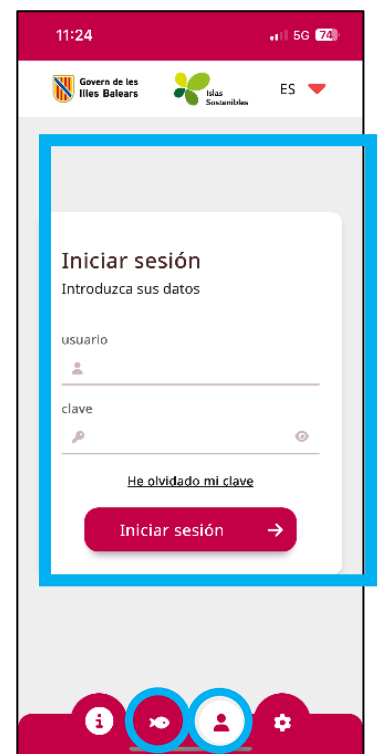 11:24
5G 74
Govern de les
Illes Balears
Islas
Sostenibles
ES
Iniciar sesión
Introduzca sus datos
usuario
clave
He olvidado mi clave
Iniciar sesión